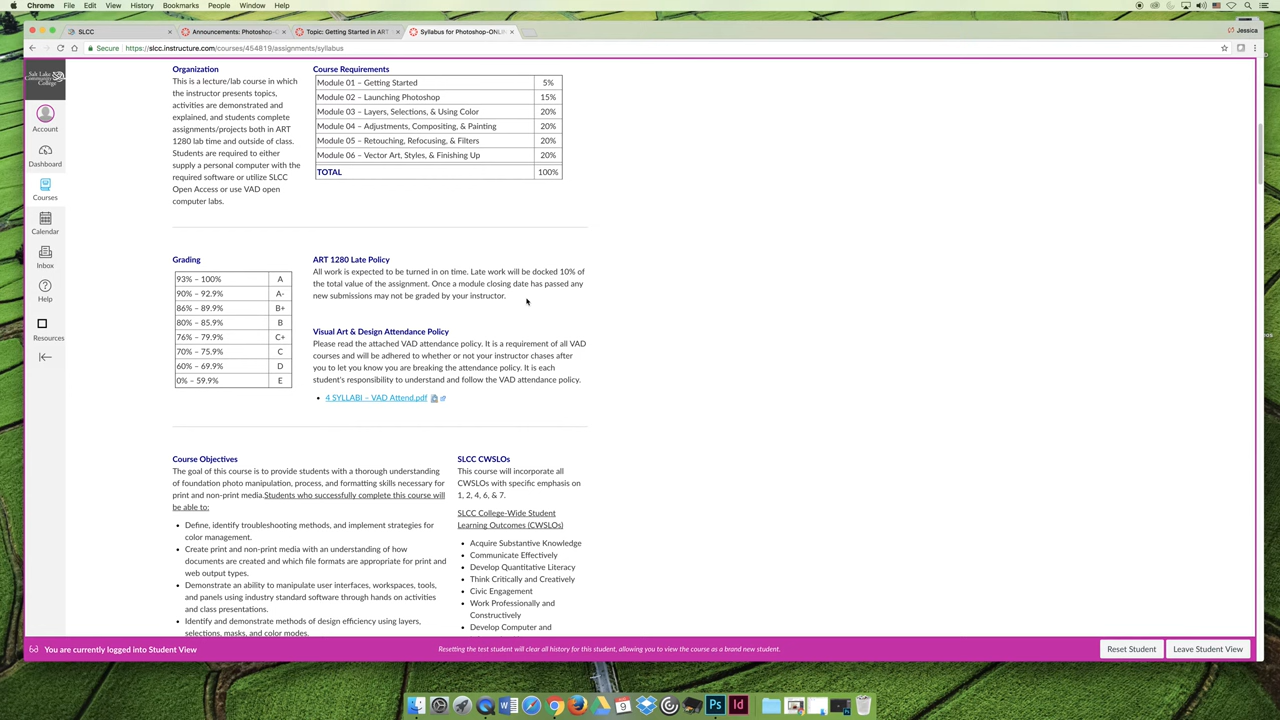 Chrome File Edit View History Bookmarks People Window Help
SLCC
Announcements: Photoshop-
Topic: Getting Started in ART
Syllabus for Photoshop-ONL
Jessica
Secure https://slcc.instructure.com/courses/454819/assignments/syllabus
Salt Lake
Community
College
Account
Dashboard
Courses
Calendar
Inbox
Help
Resources
Organization
This is a lecture/lab course in which
the instructor presents topics,
activities are demonstrated and
explained, and students complete
assignments/projects both in ART
1280 lab time and outside of class.
Students are required to either
supply a personal computer with the
required software or utilize SLCC
Open Access or use VAD open
computer labs.
Course Requirements
Module 01 – Getting Started 5%
Module 02 – Launching Photoshop 15%
Module 03 – Layers, Selections, & Using Color 20%
Module 04 – Adjustments, Compositing, & Painting 20%
Module 05 – Retouching, Refocusing, & Filters 20%
Module 06 – Vector Art, Styles, & Finishing Up 20%
TOTAL 100%
Grading
93% – 100% A
90% – 92.9% A-
86% – 89.9% B+
80% – 85.9% B
76% – 79.9% C+
70% – 75.9% C
60% – 69.9% D
0% – 59.9% E
ART 1280 Late Policy
All work is expected to be turned in on time. Late work will be docked 10% of
the total value of the assignment. Once a module closing date has passed any
new submissions may not be graded by your instructor.
Visual Art & Design Attendance Policy
Please read the attached VAD attendance policy. It is a requirement of all VAD
courses and will be adhered to whether or not your instructor chases after
you to let you know you are breaking the attendance policy. It is each
student's responsibility to understand and follow the VAD attendance policy.
• 4 SYLLABI – VAD Attend.pdf
Course Objectives
The goal of this course is to provide students with a thorough understanding
of foundation photo manipulation, process, and formatting skills necessary for
print and non-print media.Students who successfully complete this course will
be able to:
• Define, identify troubleshooting methods, and implement strategies for
color management.
• Create print and non-print media with an understanding of how
documents are created and which file formats are appropriate for print and
web output types.
• Demonstrate an ability to manipulate user interfaces, workspaces, tools,
and panels using industry standard software through hands on activities
and class presentations.
• Identify and demonstrate methods of design efficiency using layers,
selections, masks, and color modes.
SLCC CWSLOs
This course will incorporate all
CWSLOs with specific emphasis on
1, 2, 4, 6, & 7.
SLCC College-Wide Student
Learning Outcomes (CWSLOs)
• Acquire Substantive Knowledge
• Communicate Effectively
• Develop Quantitative Literacy
• Think Critically and Creatively
• Civic Engagement
• Work Professionally and
Constructively
• Develop Computer and
You are currently logged into Student View
Resetting the test student will clear all history for this student, allowing you to view the course as a brand new student.
Reset Student
Leave Student View
W
9
Ps
Id